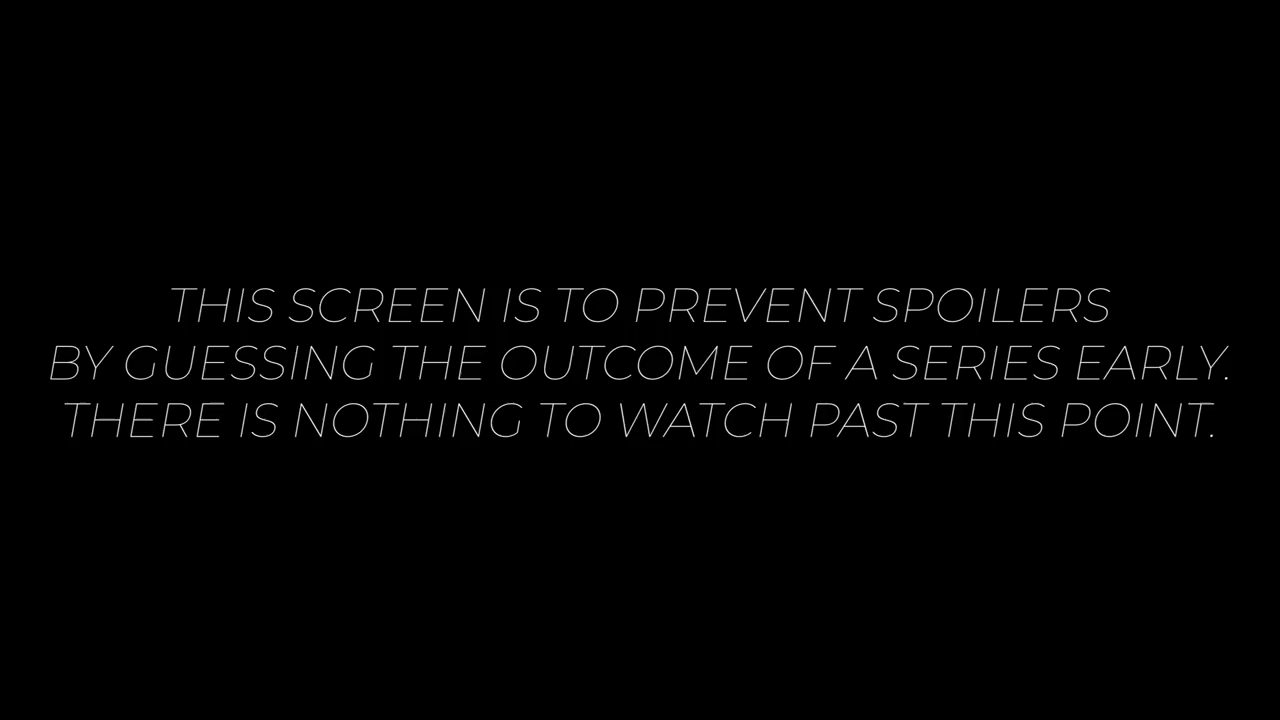 THIS SCREEN IS TO PREVENT SPOILERS
BY GUESSING THE OUTCOME OF A SERIES EARLY.
THERE IS NOTHING TO WATCH PAST THIS POINT.